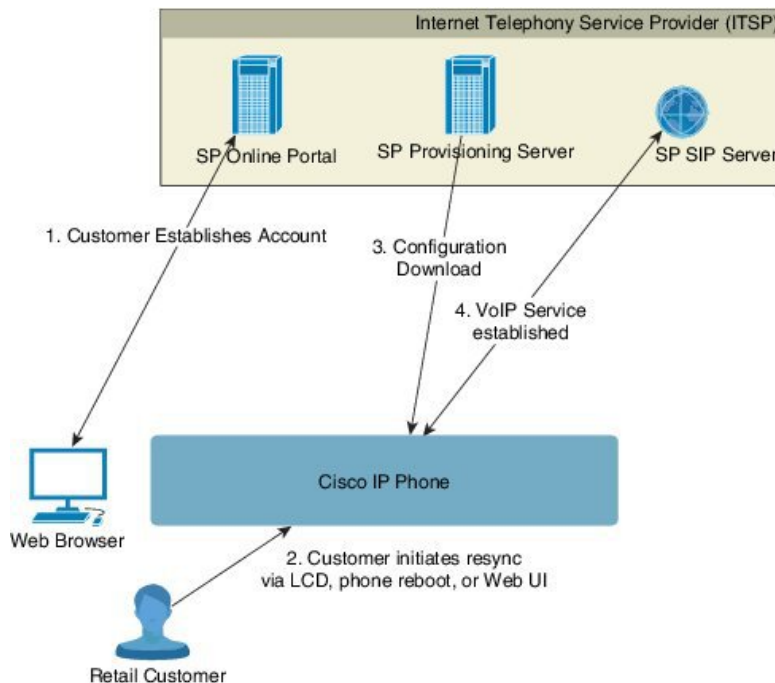 Internet Telephony Service Provider (ITSP)
SP Online Portal
SP Provisioning Server
SP SIP Server
1. Customer Establishes Account
3. Configuration
Download
4. VoIP Service
established
Cisco IP Phone
Web Browser
2. Customer initiates resync
via LCD, phone reboot, or Web UI
Retail Customer